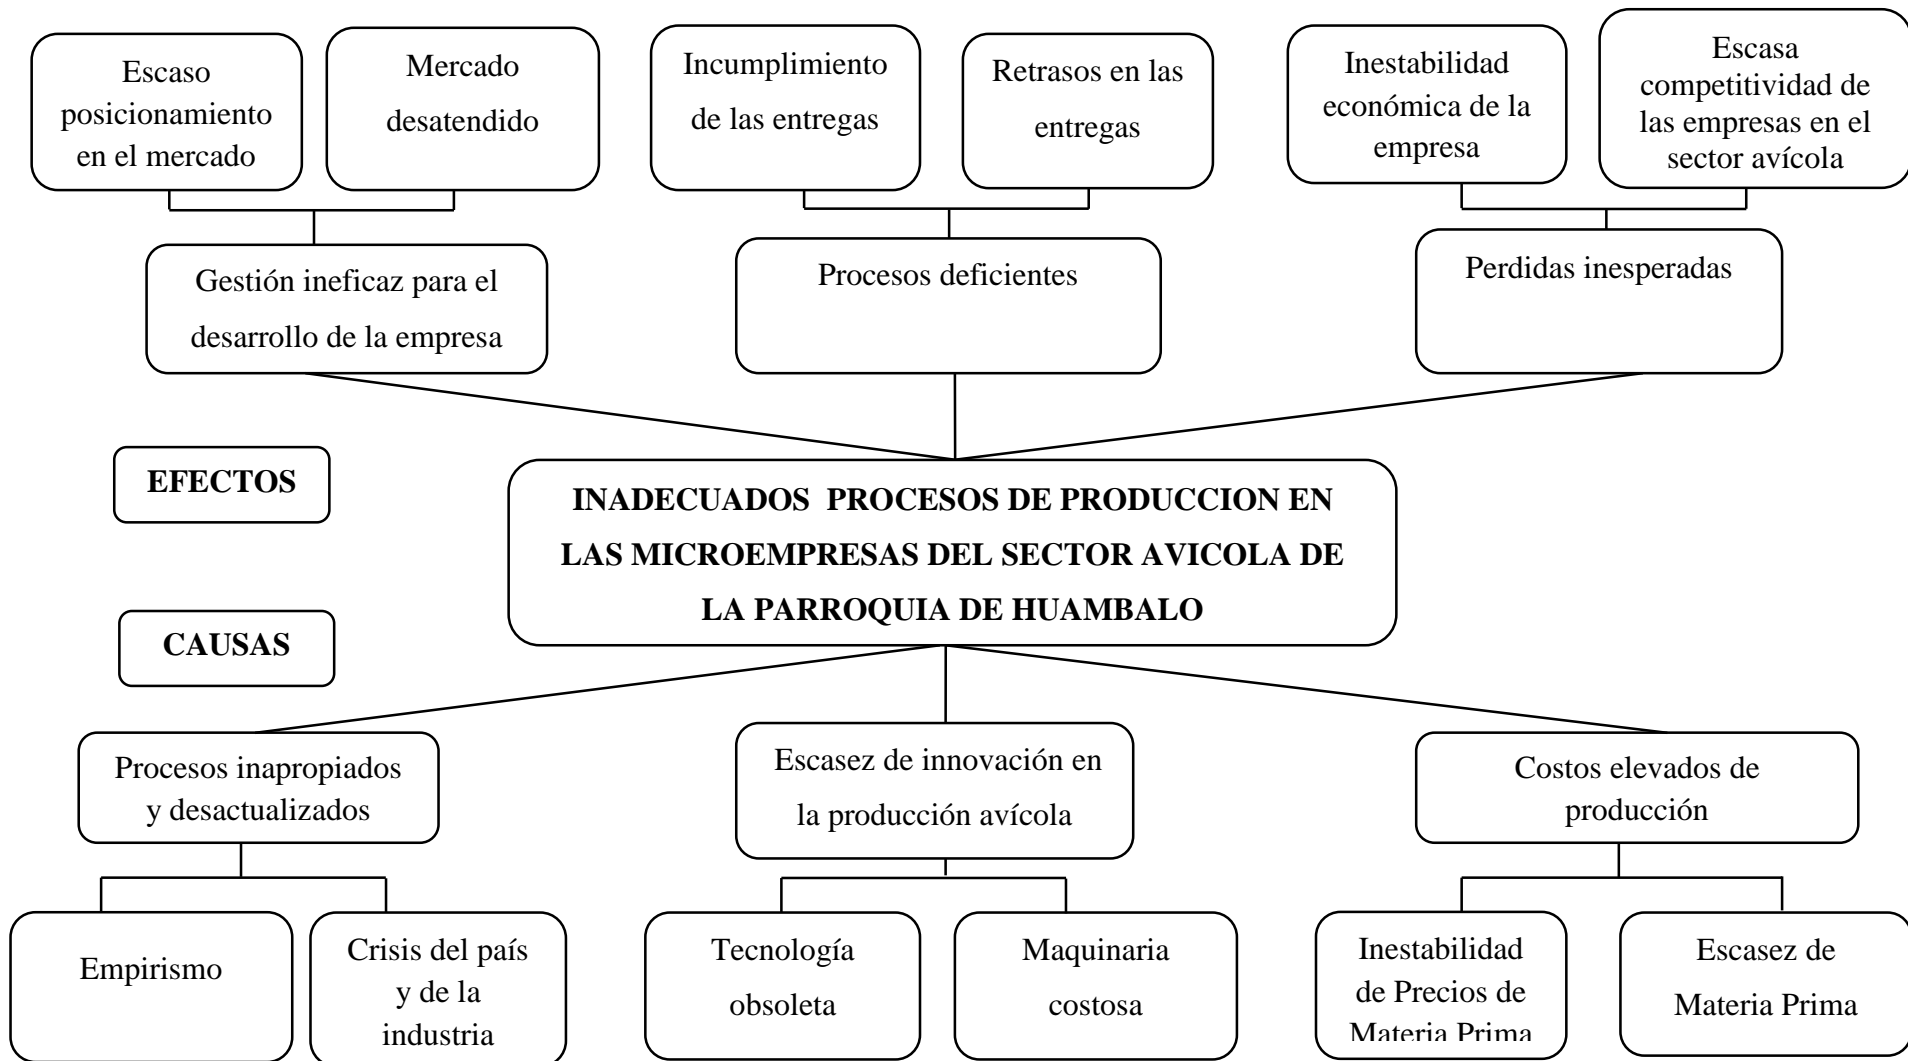 Escaso
posicionamiento
en el mercado
Mercado
desatendido
Incumplimiento
de las entregas
Retrasos en las
entregas
Inestabilidad
económica de la
empresa
Escasa
competitividad de
las empresas en el
sector avícola
Gestión ineficaz para el
desarrollo de la empresa
Procesos deficientes
Perdidas inesperadas
EFECTOS
INADECUADOS PROCESOS DE PRODUCCION EN
LAS MICROEMPRESAS DEL SECTOR AVICOLA DE
LA PARROQUIA DE HUAMBALO
CAUSAS
Procesos inapropiados
y desactualizados
Escasez de innovación en
la producción avícola
Costos elevados de
producción
Empirismo
Crisis del país
y de la
industria
Tecnología
obsoleta
Maquinaria
costosa
Inestabilidad
de Precios de
Materia Prima
Escasez de
Materia Prima